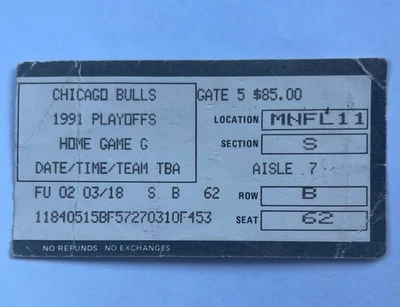 CHICAGO BULLS GATE 5 $85.00
1991 PLAYOFFS LOCATION MNFL11
HOME GAME G SECTION S
DATE/TIME/TEAM TBA AISLE 7
FU 02 03/18 S B 62 ROW B
11840515BF57270310F453 SEAT 62
NO REFUNDS NO EXCHANGES